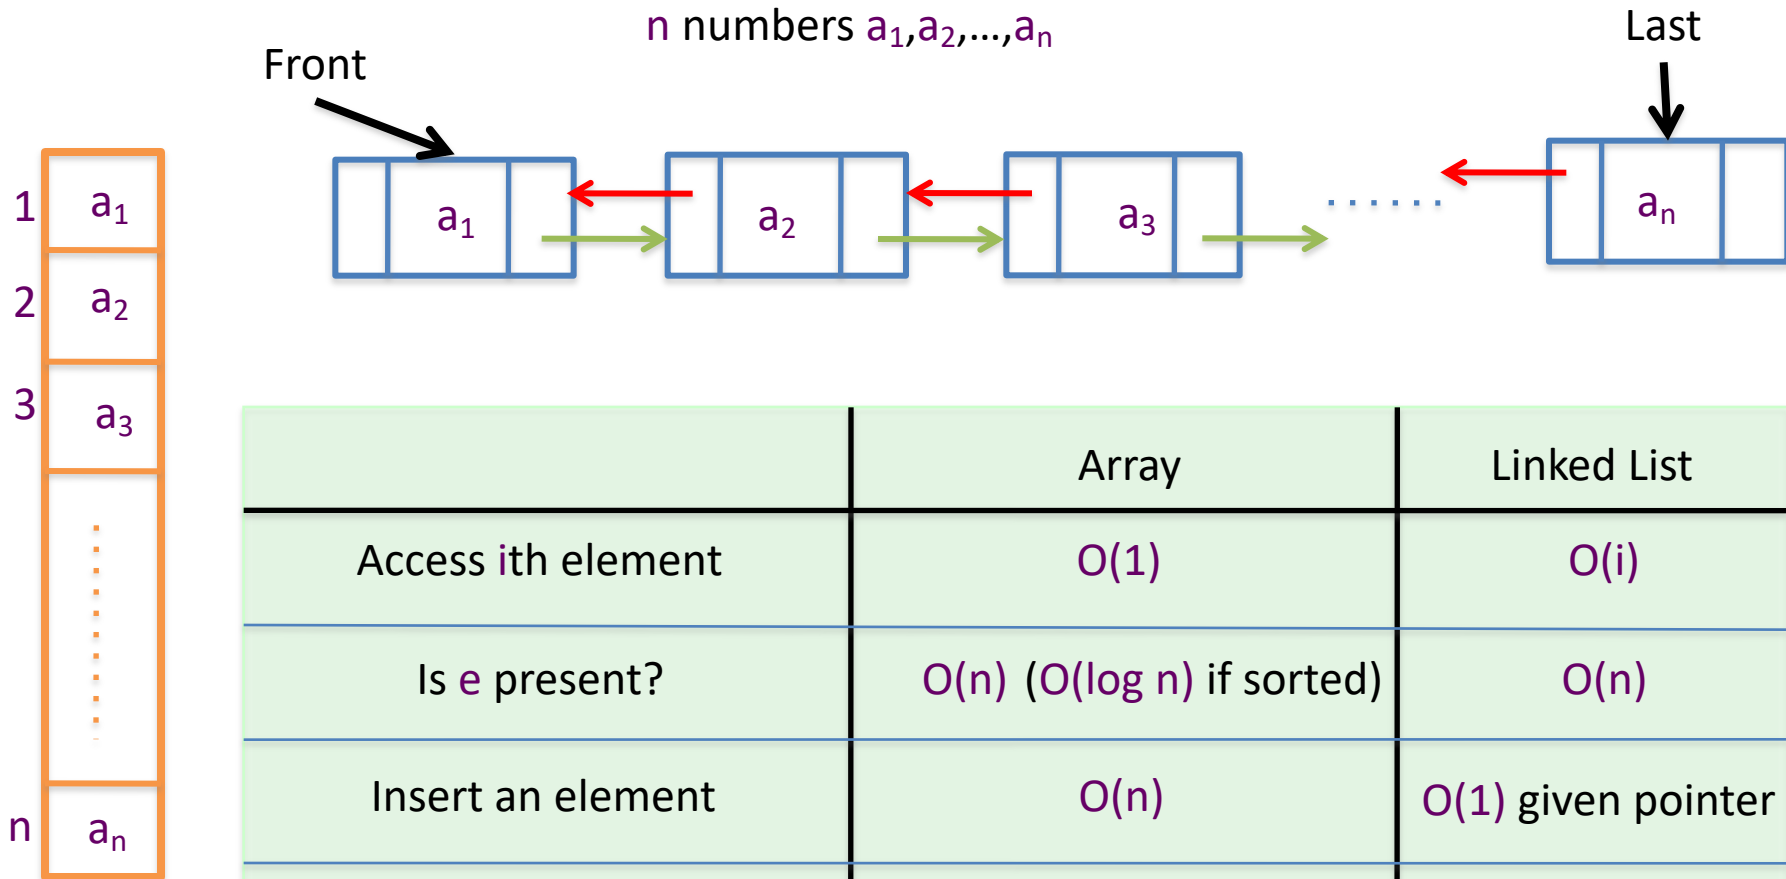 n numbers a₁,a₂,...,aₙ
Front
Last
a₁ a₂ a₃ ...... aₙ
1 a₁
2 a₂
3 a₃
n aₙ
Array Linked List
Access ith element O(1) O(i)
Is e present? O(n) (O(log n) if sorted) O(n)
Insert an element O(n) O(1) given pointer